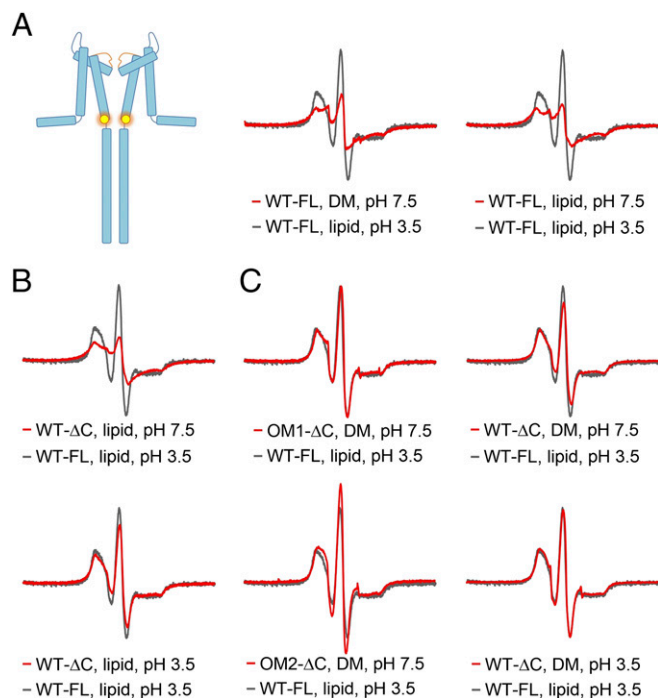 A
WT-FL, DM, pH 7.5
WT-FL, lipid, pH 3.5
WT-FL, lipid, pH 7.5
WT-FL, lipid, pH 3.5
B
WT-ΔC, lipid, pH 7.5
WT-FL, lipid, pH 3.5
WT-ΔC, lipid, pH 3.5
WT-FL, lipid, pH 3.5
C
OM1-ΔC, DM, pH 7.5
WT-FL, lipid, pH 3.5
WT-ΔC, DM, pH 7.5
WT-FL, lipid, pH 3.5
OM2-ΔC, DM, pH 7.5
WT-FL, lipid, pH 3.5
WT-ΔC, DM, pH 3.5
WT-FL, lipid, pH 3.5